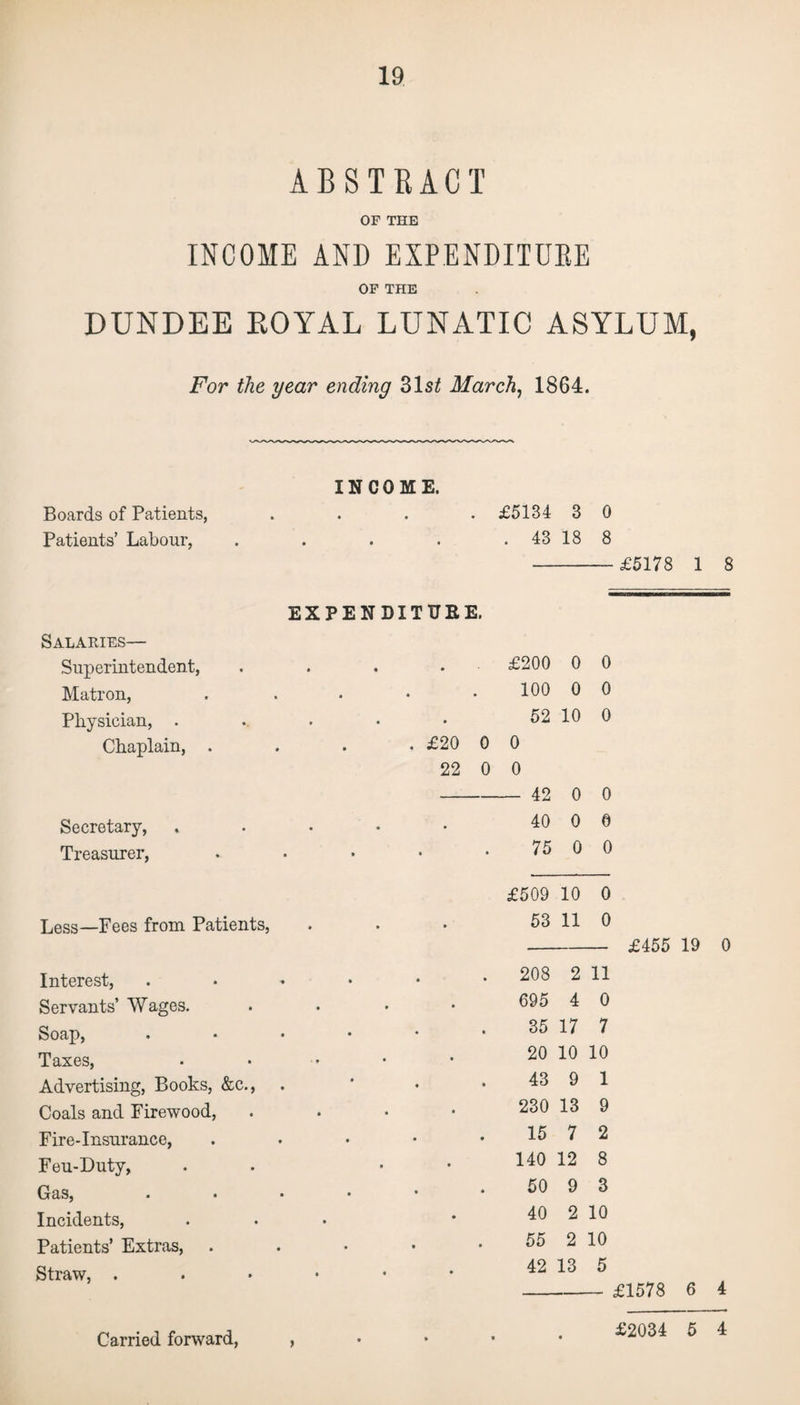 19
ABSTRACT
OF THE
INCOME AND EXPENDITURE
OF THE
DUNDEE ROYAL LUNATIC ASYLUM,
For the year ending 31st March, 1864.
INCOME.
Boards of Patients, . . . . £5134 3 0
Patients' Labour, . . . . . 43 18 8
£5178 1 8
EXPENDITURE.
SALARIES—
Superintendent, . . . . £200 0 0
Matron, . . . . . 100 0 0
Physician, . . . . . 52 10 0
Chaplain, . . . . £20 0 0
22 0 0
42 0 0
Secretary, . . . . . 40 0 0
Treasurer, . . . . . 75 0 0
£509 10 0
Less—Fees from Patients, . . . 53 11 0
£455 19 0
Interest, . . . . . . 208 2 11
Servants' Wages. . . . . 695 4 0
Soap, . . . . . . 35 17 7
Taxes, . . . . . 20 10 10
Advertising, Books, &c., . . . . 43 9 1
Coals and Firewood, . . . . 230 13 9
Fire-Insurance, . . . . . 15 7 2
Feu-Duty, . . . . 140 12 8
Gas, . . . . . . 50 9 3
Incidents, . . . . 40 2 10
Patients' Extras, . . . . . 55 2 10
Straw, . . . . . . 42 13 5
£1578 6 4
Carried forward, , . . . . £2034 5 4